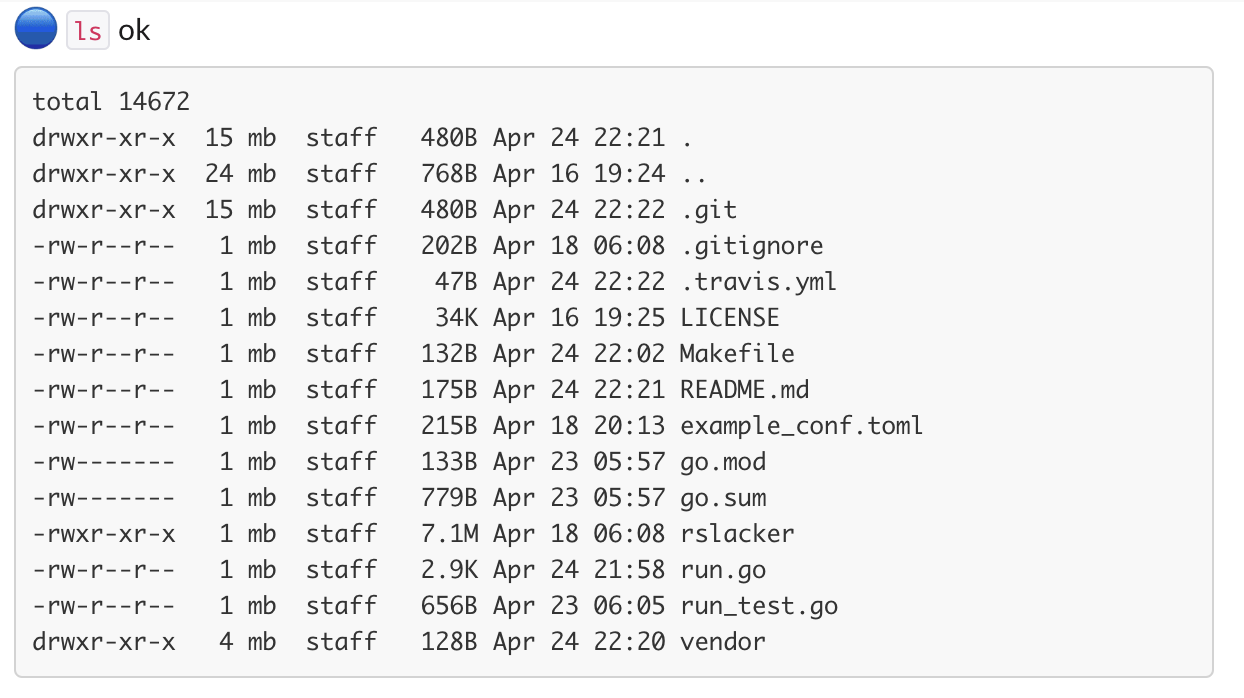 ls ok
total 14672
drwxr-xr-x  15 mb  staff   480B Apr 24 22:21 .
drwxr-xr-x  24 mb  staff   768B Apr 16 19:24 ..
drwxr-xr-x  15 mb  staff   480B Apr 24 22:22 .git
-rw-r--r--   1 mb  staff   202B Apr 18 06:08 .gitignore
-rw-r--r--   1 mb  staff    47B Apr 24 22:22 .travis.yml
-rw-r--r--   1 mb  staff    34K Apr 16 19:25 LICENSE
-rw-r--r--   1 mb  staff   132B Apr 24 22:02 Makefile
-rw-r--r--   1 mb  staff   175B Apr 24 22:21 README.md
-rw-r--r--   1 mb  staff   215B Apr 18 20:13 example_conf.toml
-rw-------   1 mb  staff   133B Apr 23 05:57 go.mod
-rw-------   1 mb  staff   779B Apr 23 05:57 go.sum
-rwxr-xr-x   1 mb  staff   7.1M Apr 18 06:08 rslacker
-rw-r--r--   1 mb  staff   2.9K Apr 24 21:58 run.go
-rw-r--r--   1 mb  staff   656B Apr 23 06:05 run_test.go
drwxr-xr-x   4 mb  staff   128B Apr 24 22:20 vendor